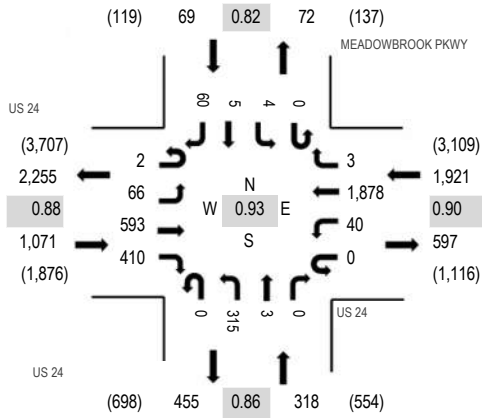 (119) 69 0.82 72 (137)
MEADOWBROOK PKWY
60 5 4 0
US 24
(3,707) 2 3 (3,109)
2,255 66 N 1,878 1,921
0.88 593 W 0.93 E 40 0.90
1,071 410 S 0 597
(1,876) (1,116)
0 315 3 0
US 24
US 24
(698) 455 0.86 318 (554)